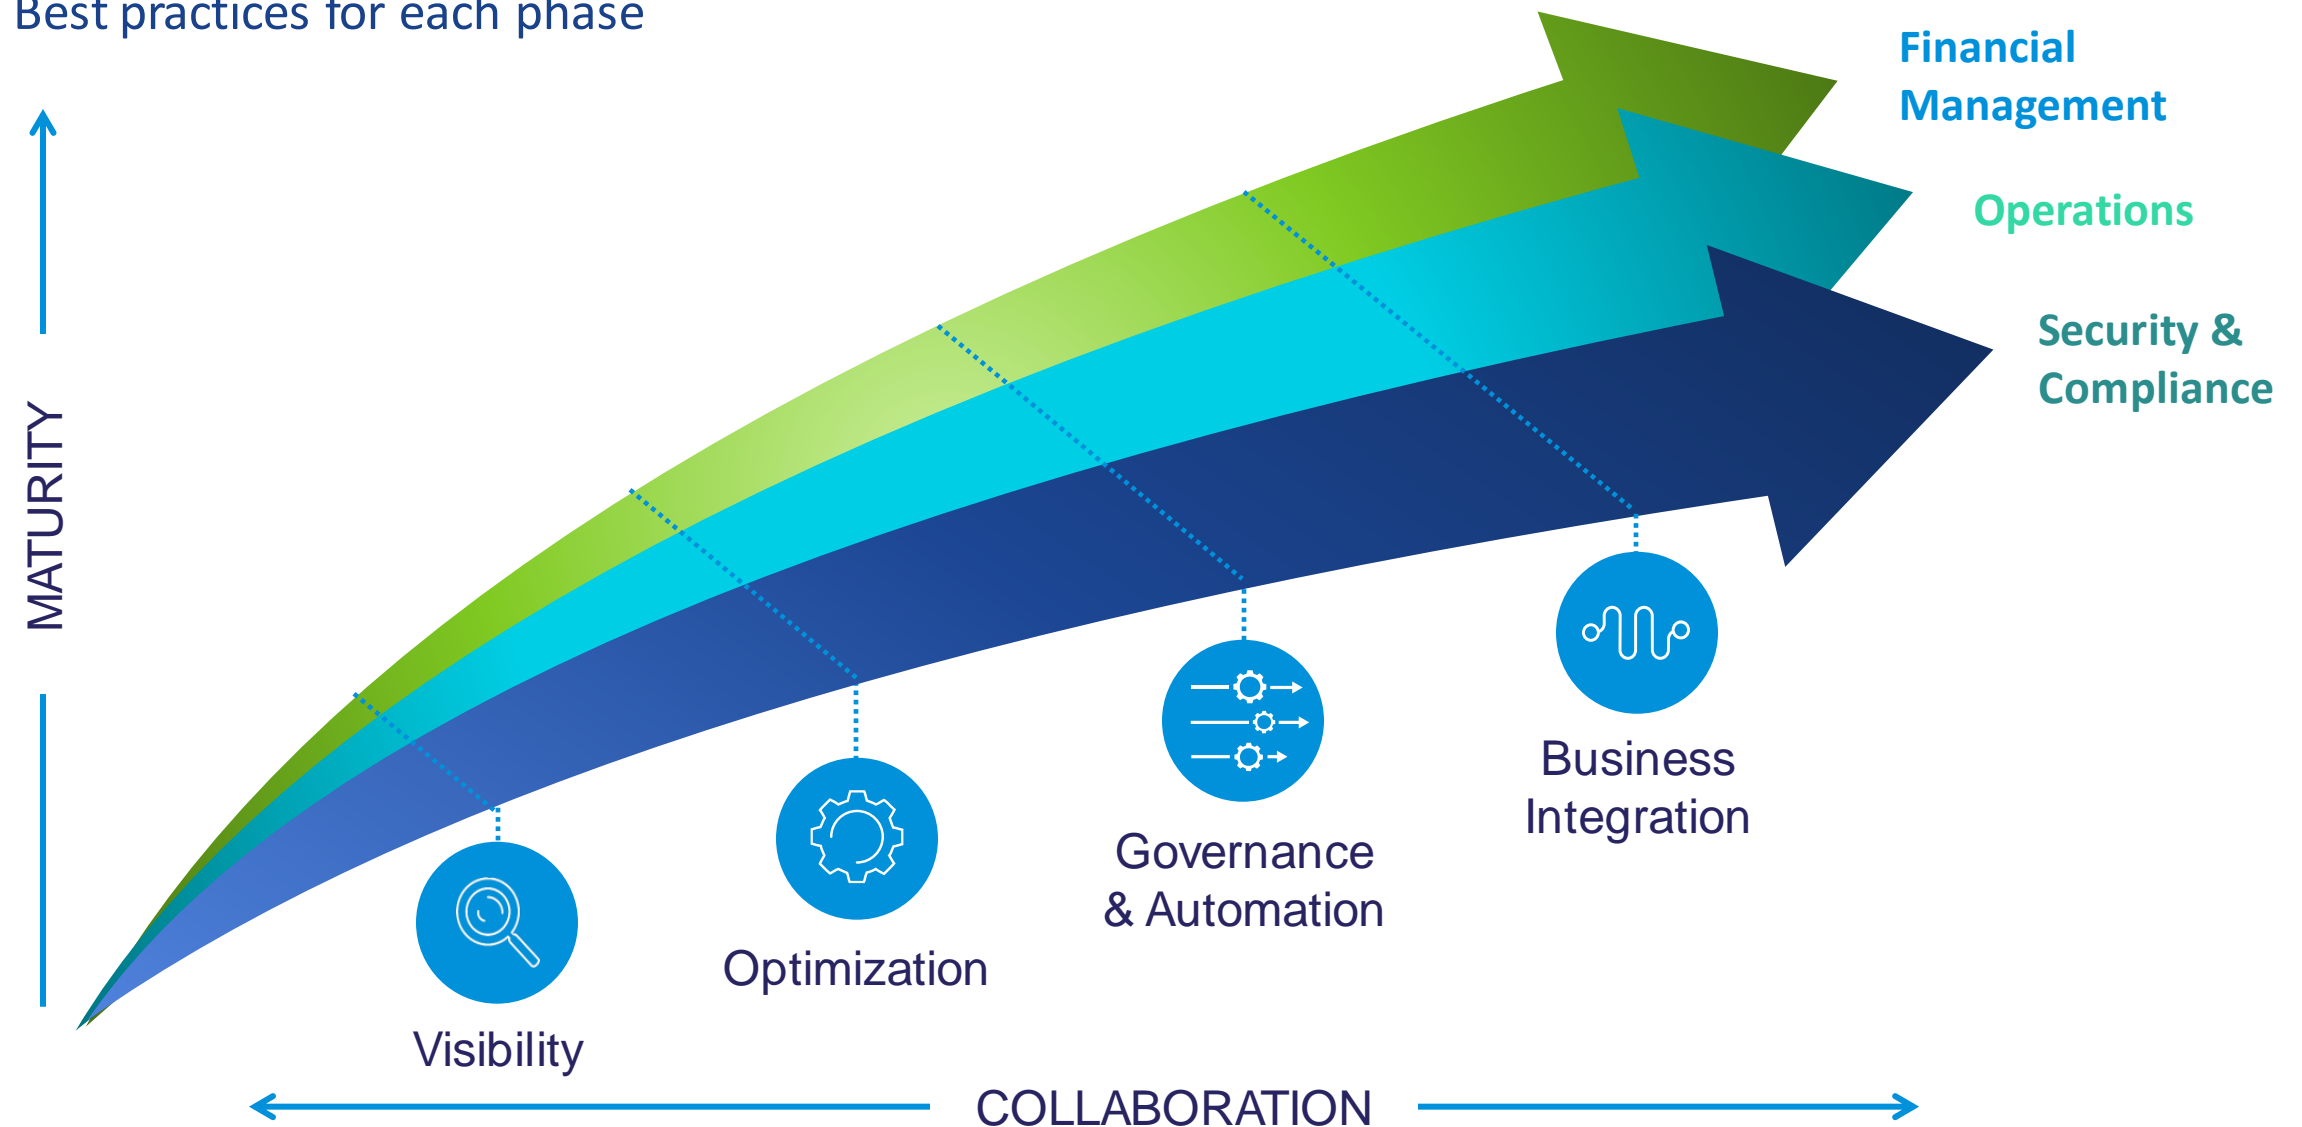 Best practices for each phase
Financial
Management
Operations
Security &
Compliance
MATURITY
Business
Integration
Governance
& Automation
Optimization
Visibility
COLLABORATION